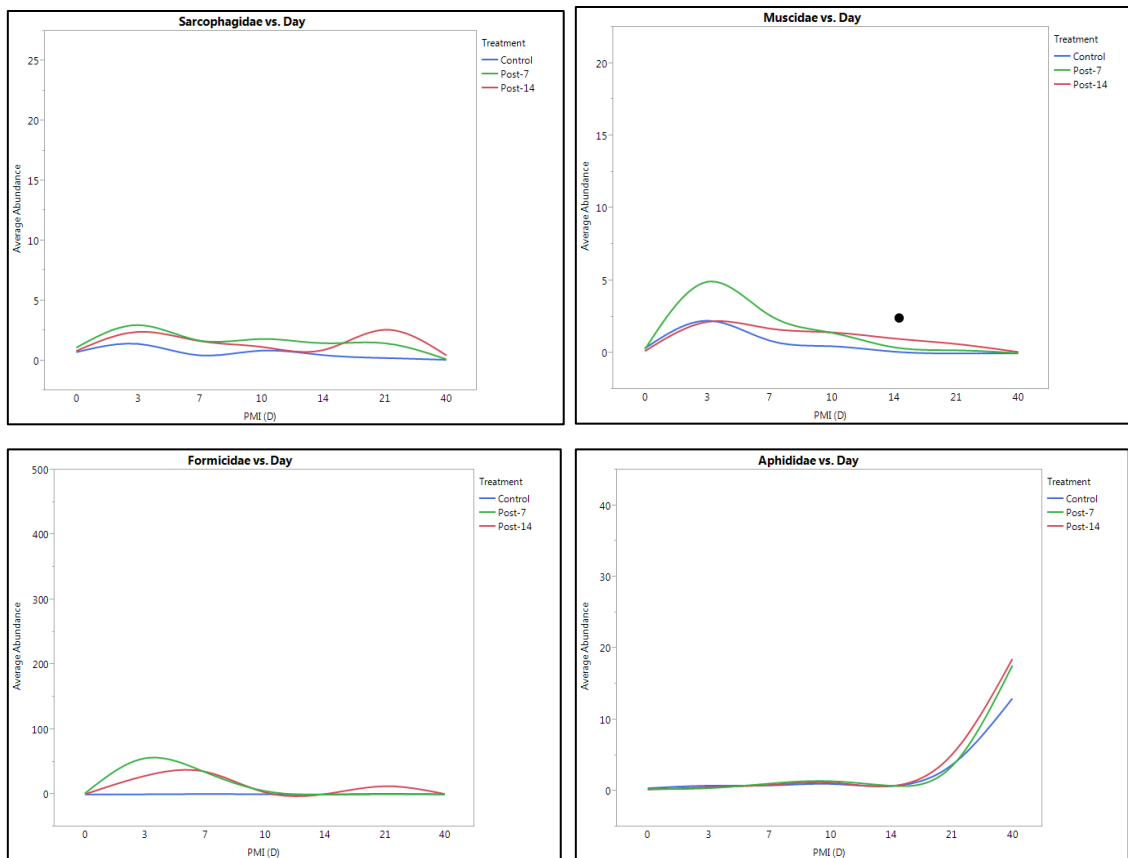 Sarcophagidae vs. Day
Treatment
Control
Post-7
Post-14
Average Abundance
25
20
15
10
5
0
0 3 7 10 14 21 40
PMI (D)
Muscidae vs. Day
Treatment
Control
Post-7
Post-14
Average Abundance
20
15
10
5
0
0 3 7 10 14 21 40
PMI (D)
Formicidae vs. Day
Treatment
Control
Post-7
Post-14
Average Abundance
500
400
300
200
100
0
0 3 7 10 14 21 40
PMI (D)
Aphididae vs. Day
Treatment
Control
Post-7
Post-14
Average Abundance
40
30
20
10
0
0 3 7 10 14 21 40
PMI (D)